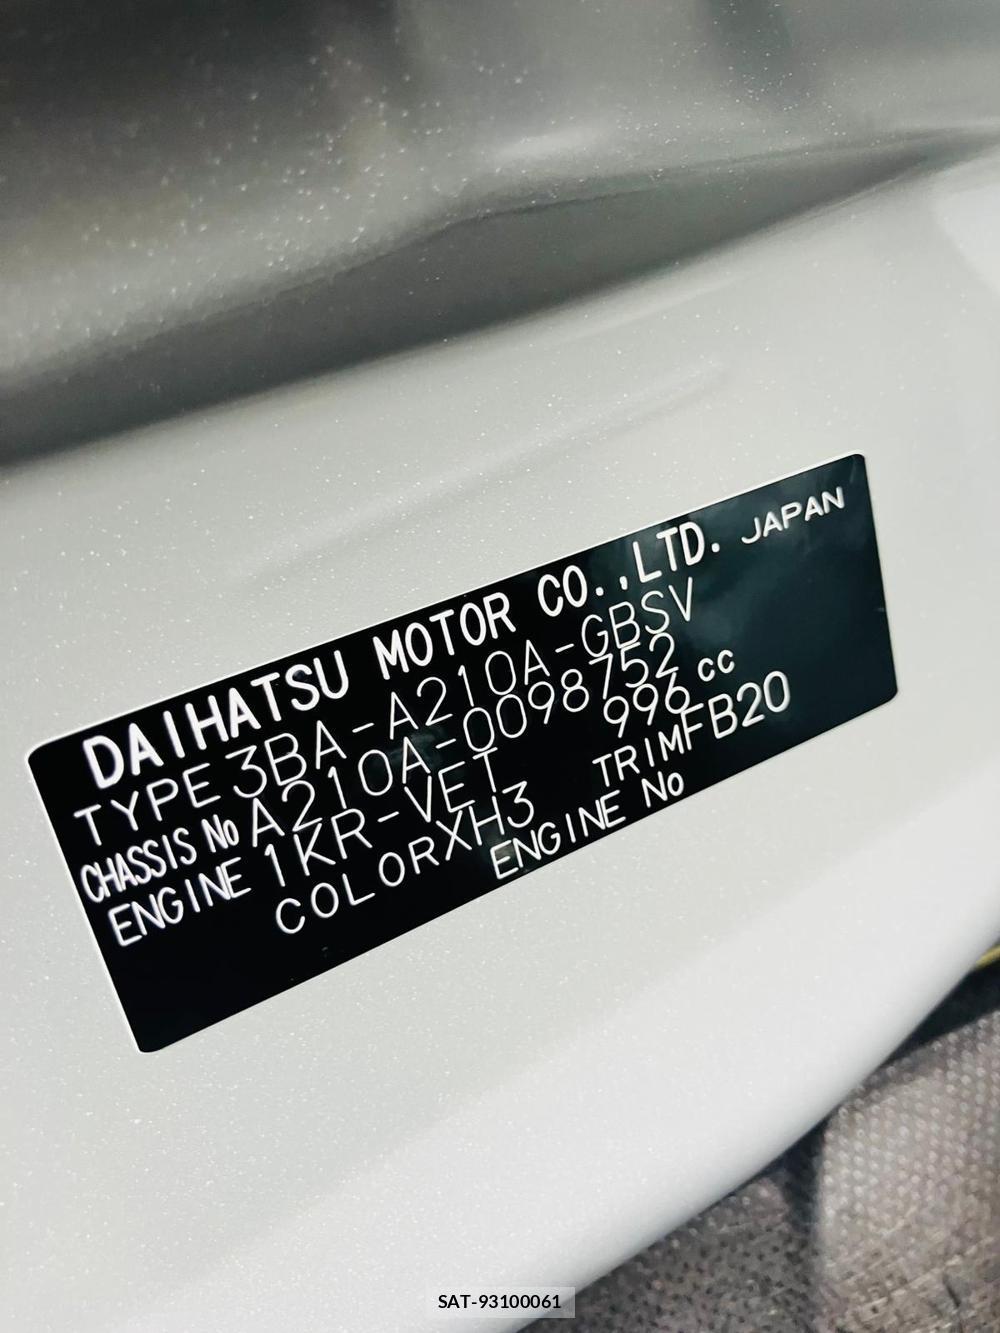 DAIHATSU MOTOR CO.,LTD. JAPAN
TYPE 3BA-A210A-GBSV
CHASSIS No A210A-0098752
ENGINE 1KR-VET 996 cc
COLOR XH3 TRIM FB20
ENGINE No
SAT-93100061